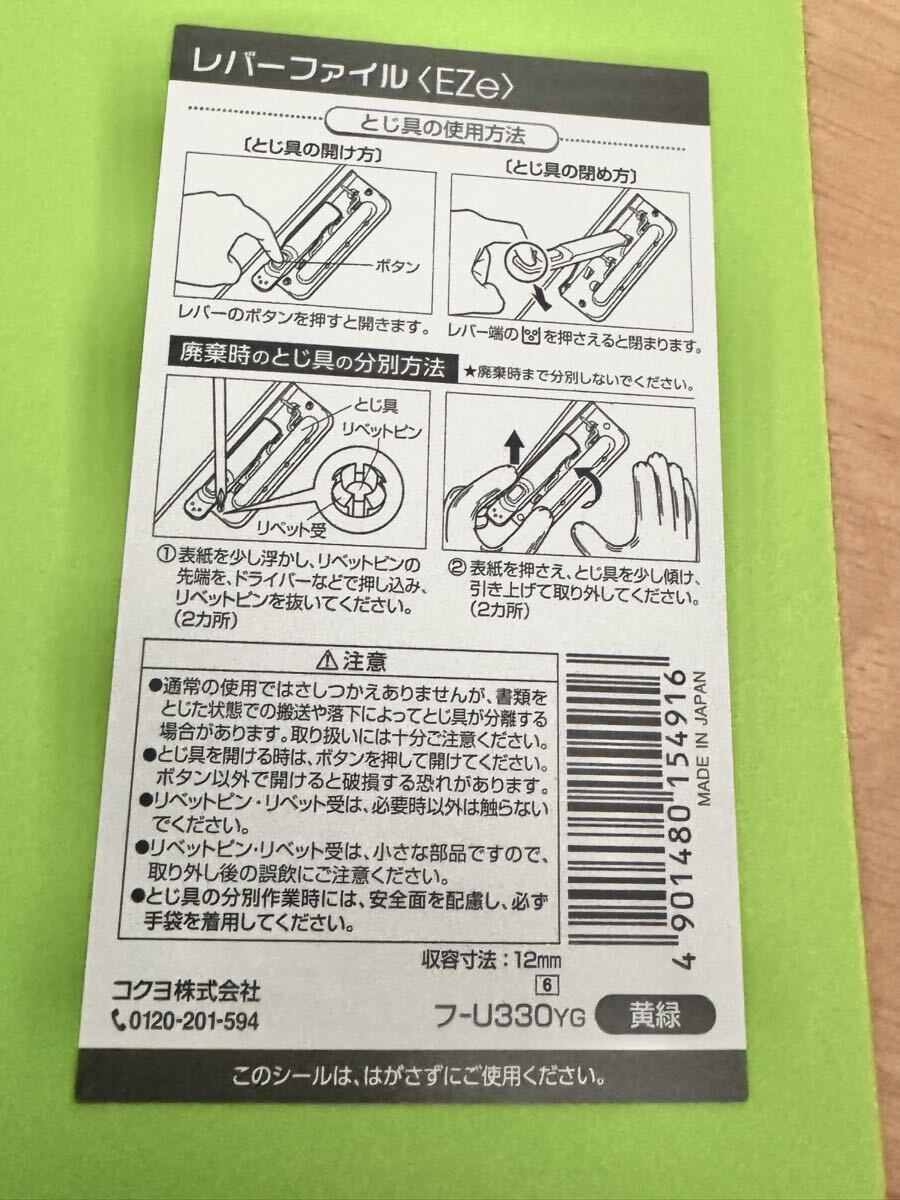 レバーファイル〈EZe〉
とじ具の使用方法
〔とじ具の開け方〕
〔とじ具の閉め方〕
ボタン
レバーのボタンを押すと開きます。
レバー端の を押さえると閉まります。
廃棄時のとじ具の分別方法 ★廃棄時まで分別しないでください。
とじ具
リベットピン
リベット受
①表紙を少し浮かし、リベットピンの
先端を、ドライバーなどで押し込み、
リベットピンを抜いてください。
(2カ所)
②表紙を押さえ、とじ具を少し傾け、
引き上げて取り外してください。
(2カ所)
⚠注意
●通常の使用ではさしつかえありませんが、書類を
とじた状態での搬送や落下によってとじ具が分離する
場合があります。取り扱いには十分ご注意ください。
●とじ具を開ける時は、ボタンを押して開けてください。
ボタン以外で開けると破損する恐れがあります。
●リベットピン・リベット受は、必要時以外は触らない
でください。
●リベットピン・リベット受は、小さな部品ですので、
取り外し後の誤飲にご注意ください。
●とじ具の分別作業時には、安全面を配慮し、必ず
手袋を着用してください。
4901480154916
MADE IN JAPAN
収容寸法：12mm
6
コクヨ株式会社
0120-201-594
フ-U330YG 黄緑
このシールは、はがさずにご使用ください。